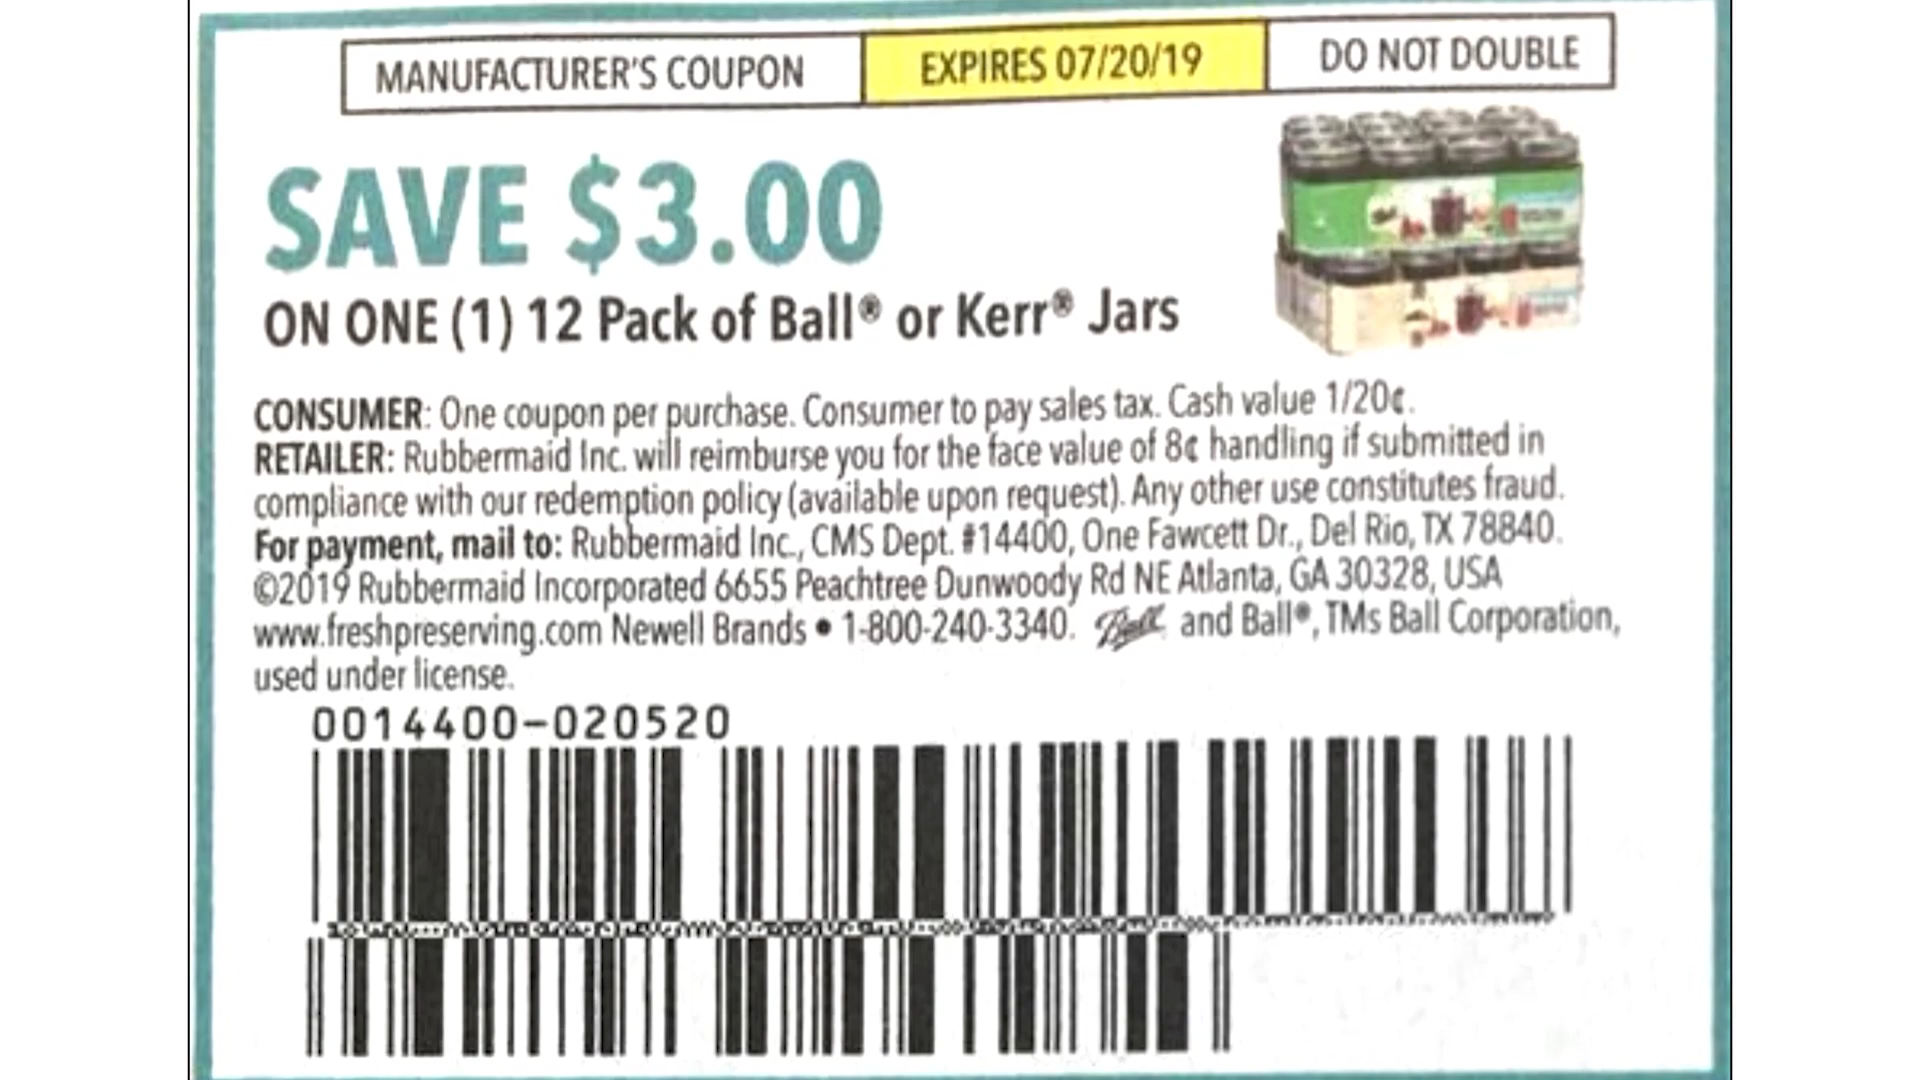 MANUFACTURER'S COUPON EXPIRES 07/20/19 DO NOT DOUBLE
SAVE $3.00
ON ONE (1) 12 Pack of Ball® or Kerr® Jars
CONSUMER: One coupon per purchase. Consumer to pay sales tax. Cash value 1/20¢.
RETAILER: Rubbermaid Inc. will reimburse you for the face value of 8¢ handling if submitted in
compliance with our redemption policy (available upon request). Any other use constitutes fraud.
For payment, mail to: Rubbermaid Inc., CMS Dept. #14400, One Fawcett Dr., Del Rio, TX 78840.
©2019 Rubbermaid Incorporated 6655 Peachtree Dunwoody Rd NE Atlanta, GA 30328, USA
www.freshpreserving.com Newell Brands • 1-800-240-3340. Ball and Ball®, TMs Ball Corporation,
used under license.
0014400-020520